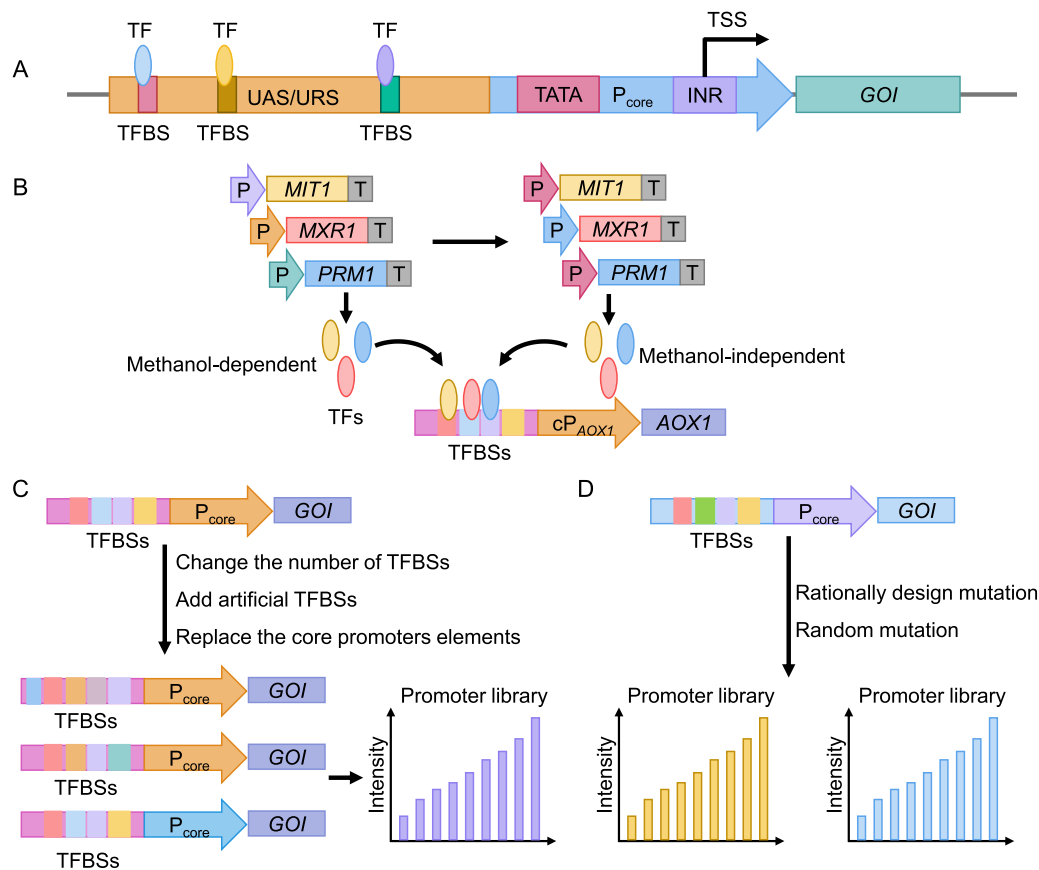 A
TF TF TF TSS
UAS/URS TATA Pcore INR GOI
TFBS TFBS TFBS
B
P MIT1 T
P MXR1 T
P PRM1 T
P MIT1 T
P MXR1 T
P PRM1 T
Methanol-dependent
Methanol-independent
TFs
cPAOX1 AOX1
TFBSs
C
Pcore GOI
TFBSs
Change the number of TFBSs
Add artificial TFBSs
Replace the core promoters elements
Pcore GOI
TFBSs
Pcore GOI
TFBSs
Pcore GOI
TFBSs
Promoter library
Intensity
D
Pcore GOI
TFBSs
Rationally design mutation
Random mutation
Promoter library
Intensity
Promoter library
Intensity